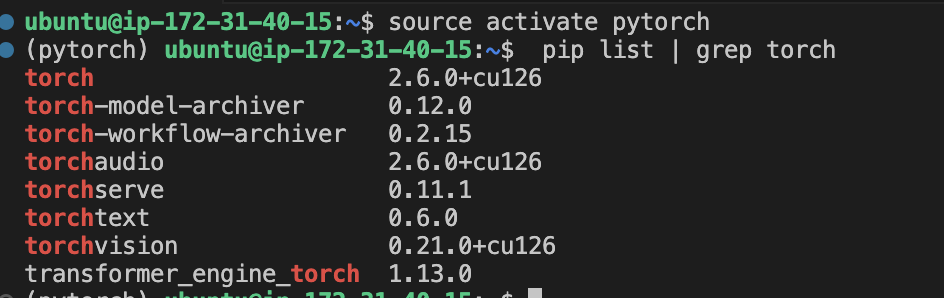 ubuntu@ip-172-31-40-15:~$ source activate pytorch
(pytorch) ubuntu@ip-172-31-40-15:~$  pip list | grep torch
torch                    2.6.0+cu126
torch-model-archiver     0.12.0
torch-workflow-archiver  0.2.15
torchaudio               2.6.0+cu126
torchserve               0.11.1
torchtext                0.6.0
torchvision              0.21.0+cu126
transformer_engine_torch 1.13.0
(pytorch) ubuntu@ip-172-31-40-15:~$